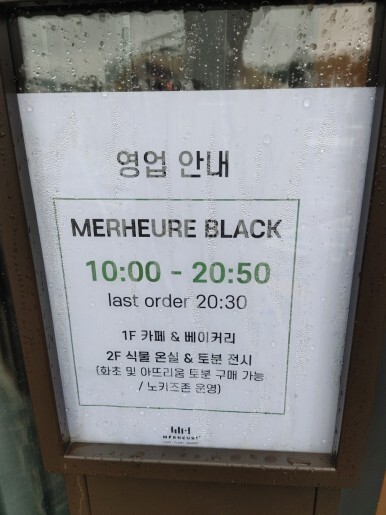 영업 안내
MERHEURE BLACK
10:00 - 20:50
last order 20:30
1F 카페 & 베이커리
2F 식물 온실 & 토분 전시
(화초 및 아뜨리움 토분 구매 가능
/ 노키즈존 운영)
MERHEURE